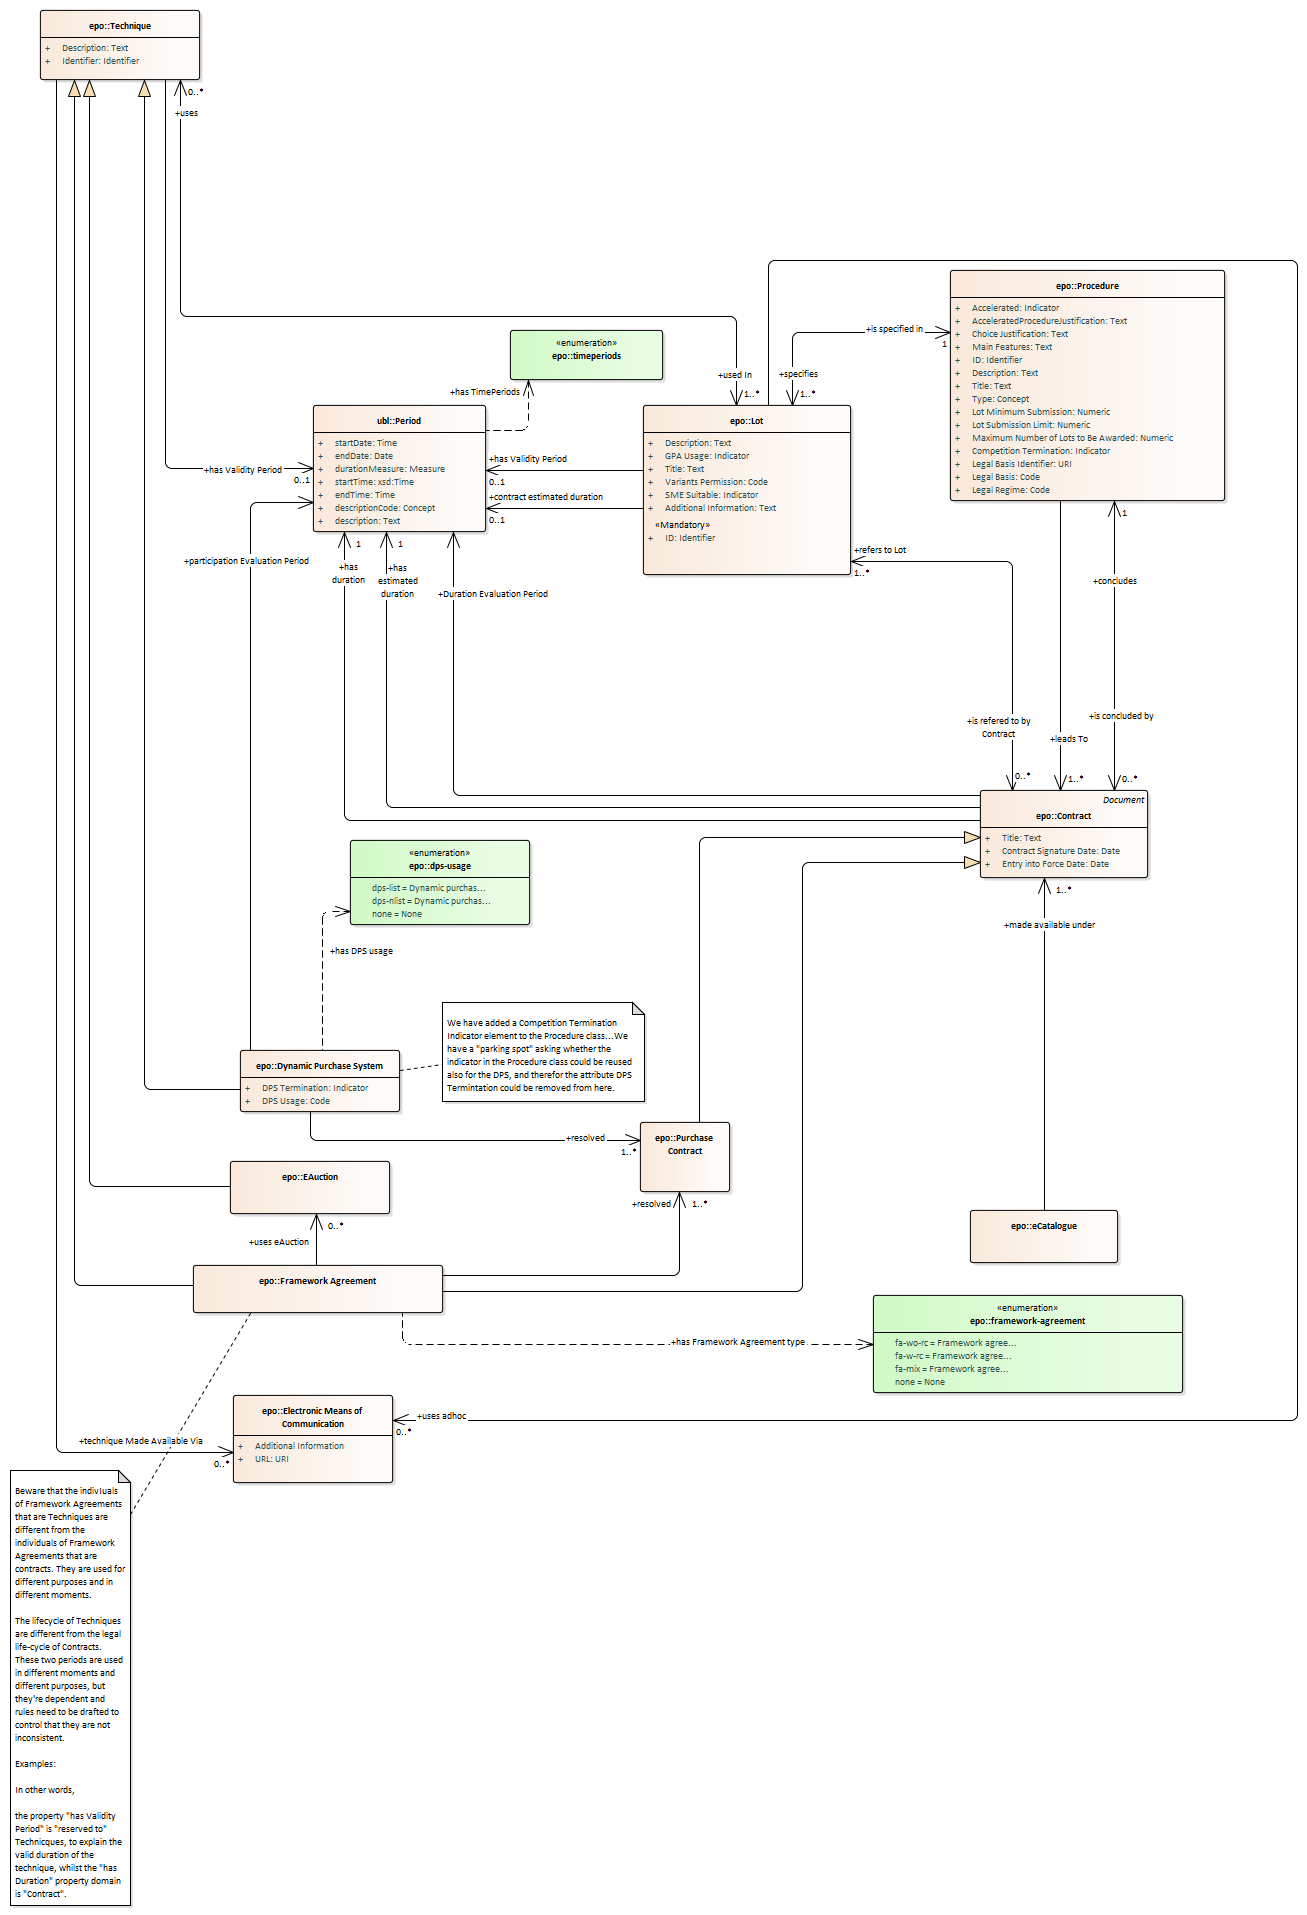 epo::Technique
+ Description: Text
+ Identifier: Identifier
0..*
+uses
epo::Procedure
+ Accelerated: Indicator
+ AcceleratedProcedureJustification: Text
+ Choice Justification: Text
+ Main Features: Text
+ ID: Identifier
+ Description: Text
+ Title: Text
+ Type: Concept
+ Lot Minimum Submission: Numeric
+ Lot Submission Limit: Numeric
+ Maximum Number of Lots to Be Awarded: Numeric
+ Competition Termination: Indicator
+ Legal Basis Identifier: URI
+ Legal Basis: Code
+ Legal Regime: Code
+is specified in
1
+specifies
1..*
+used In
1..*
«enumeration»
epo::timeperiods
+has TimePeriods
ubl::Period
+ startDate: Time
+ endDate: Date
+ durationMeasure: Measure
+ startTime: xsd:Time
+ endTime: Time
+ descriptionCode: Concept
+ description: Text
epo::Lot
+ Description: Text
+ GPA Usage: Indicator
+ Title: Text
+ Variants Permission: Code
+ SME Suitable: Indicator
+ Additional Information: Text
«Mandatory»
+ ID: Identifier
+has Validity Period
0..1
+has Validity Period
0..1
+contract estimated duration
0..1
+participation Evaluation Period
1
+has
duration
1
+has
estimated
duration
+Duration Evaluation Period
+refers to Lot
1..*
1
+concludes
+is refered to by
Contract
0..*
+leads To
1..*
+is concluded by
0..*
Document
epo::Contract
+ Title: Text
+ Contract Signature Date: Date
+ Entry into Force Date: Date
1..*
+made available under
«enumeration»
epo::dps-usage
dps-list = Dynamic purchas...
dps-nlist = Dynamic purchas...
none = None
+has DPS usage
We have added a Competition Termination
Indicator element to the Procedure class...We
have a "parking spot" asking whether the
indicator in the Procedure class could be reused
also for the DPS, and therefor the attribute DPS
Termintation could be removed from here.
epo::Dynamic Purchase System
+ DPS Termination: Indicator
+ DPS Usage: Code
+resolved
1..*
epo::Purchase
Contract
+resolved
1..*
epo::EAuction
0..*
+uses eAuction
epo::eCatalogue
epo::Framework Agreement
«enumeration»
epo::framework-agreement
fa-wo-rc = Framework agree...
fa-w-rc = Framework agree...
fa-mix = Framework agree...
none = None
+has Framework Agreement type
epo::Electronic Means of
Communication
+ Additional Information
+ URL: URI
+uses adhoc
0..*
+technique Made Available Via
0..*
Beware that the indivIuals
of Framework Agreements
that are Techniques are
different from the
individuals of Framework
Agreements that are
contracts. They are used for
different purposes and in
different moments.
The lifecycle of Techniques
are different from the legal
life-cycle of Contracts.
These two periods are used
in different moments and
different purposes, but
they're dependent and
rules need to be drafted to
control that they are not
inconsistent.
Examples:
In other words,
the property "has Validity
Period" is "reserved to"
Technicques, to explain the
valid duration of the
technique, whilst the "has
Duration" property domain
is "Contract".